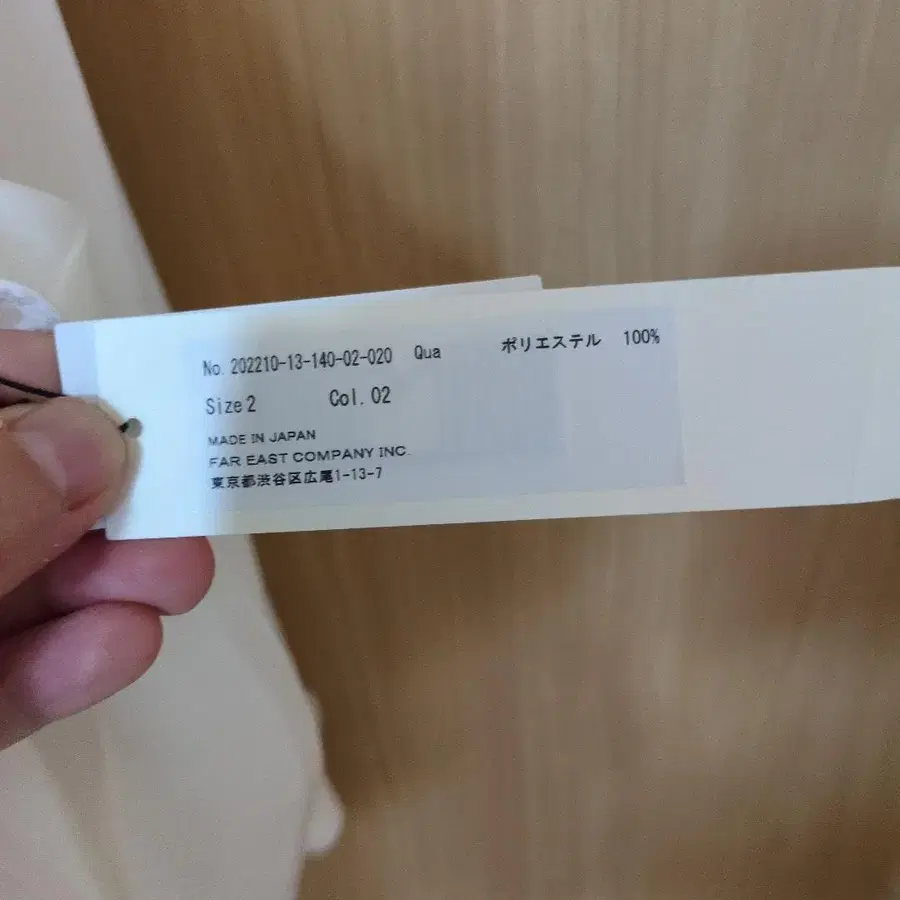 No. 202210-13-140-02-020 Qua ポリエステル 100%
Size 2 Col. 02
MADE IN JAPAN
FAR EAST COMPANY INC.
東京都渋谷区広尾1-13-7